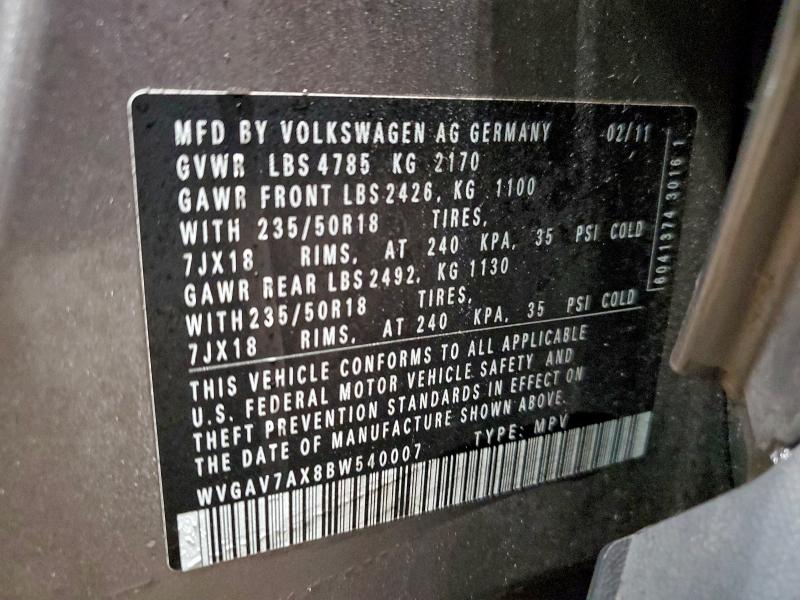 MFD BY VOLKSWAGEN AG GERMANY 02/11
GVWR LBS 4785 KG 2170
GAWR FRONT LBS 2426, KG 1100
WITH 235/50R18 TIRES,
7JX18 RIMS, AT 240 KPA, 35 PSI COLD
GAWR REAR LBS 2492, KG 1130
WITH 235/50R18 TIRES,
7JX18 RIMS, AT 240 KPA, 35 PSI COLD
THIS VEHICLE CONFORMS TO ALL APPLICABLE
U.S. FEDERAL MOTOR VEHICLE SAFETY AND
THEFT PREVENTION STANDARDS IN EFFECT ON
THE DATE OF MANUFACTURE SHOWN ABOVE.
WVGAV7AX8BW540007 TYPE: MPV
6041374 3016 1